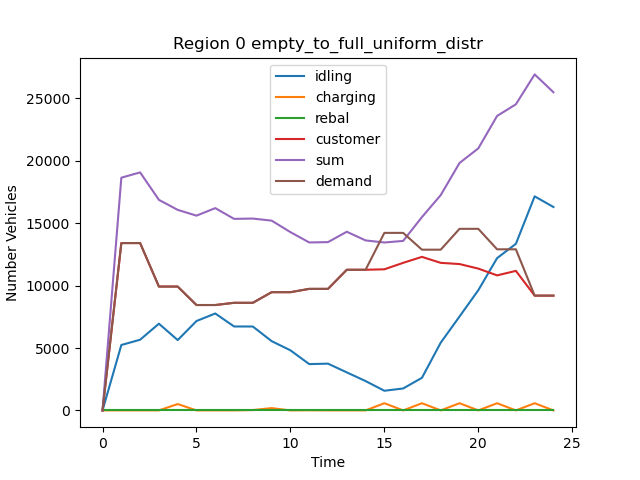 Region 0 empty_to_full_uniform_distr
idling
charging
rebal
customer
sum
demand
25000
20000
15000
10000
5000
0
Number Vehicles
0 5 10 15 20 25
Time